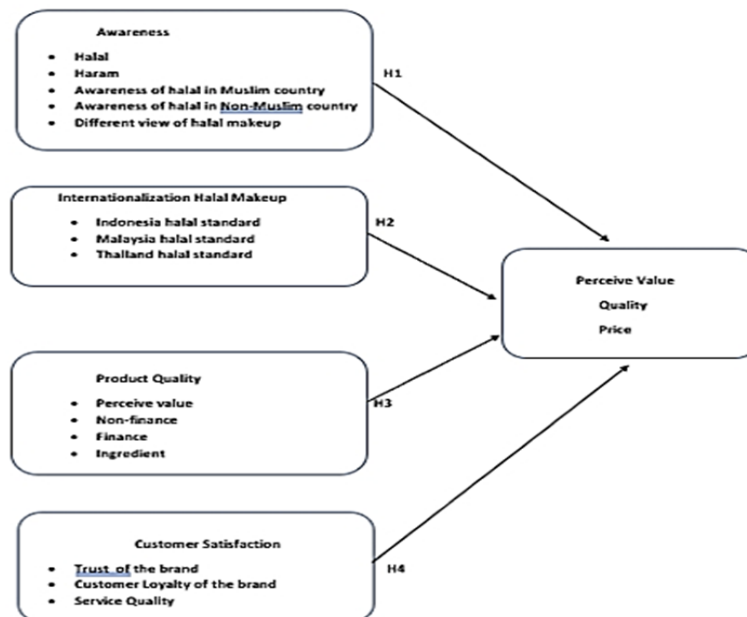 Awareness
• Halal
• Haram
• Awareness of halal in Muslim country
• Awareness of halal in Non-Muslim country
• Different view of halal makeup
H1
Internationalization Halal Makeup
• Indonesia halal standard
• Malaysia halal standard
• Thailand halal standard
H2
Perceive Value
Quality
Price
Product Quality
• Perceive value
• Non-finance
• Finance
• Ingredient
H3
Customer Satisfaction
• Trust of the brand
• Customer Loyalty of the brand
• Service Quality
H4